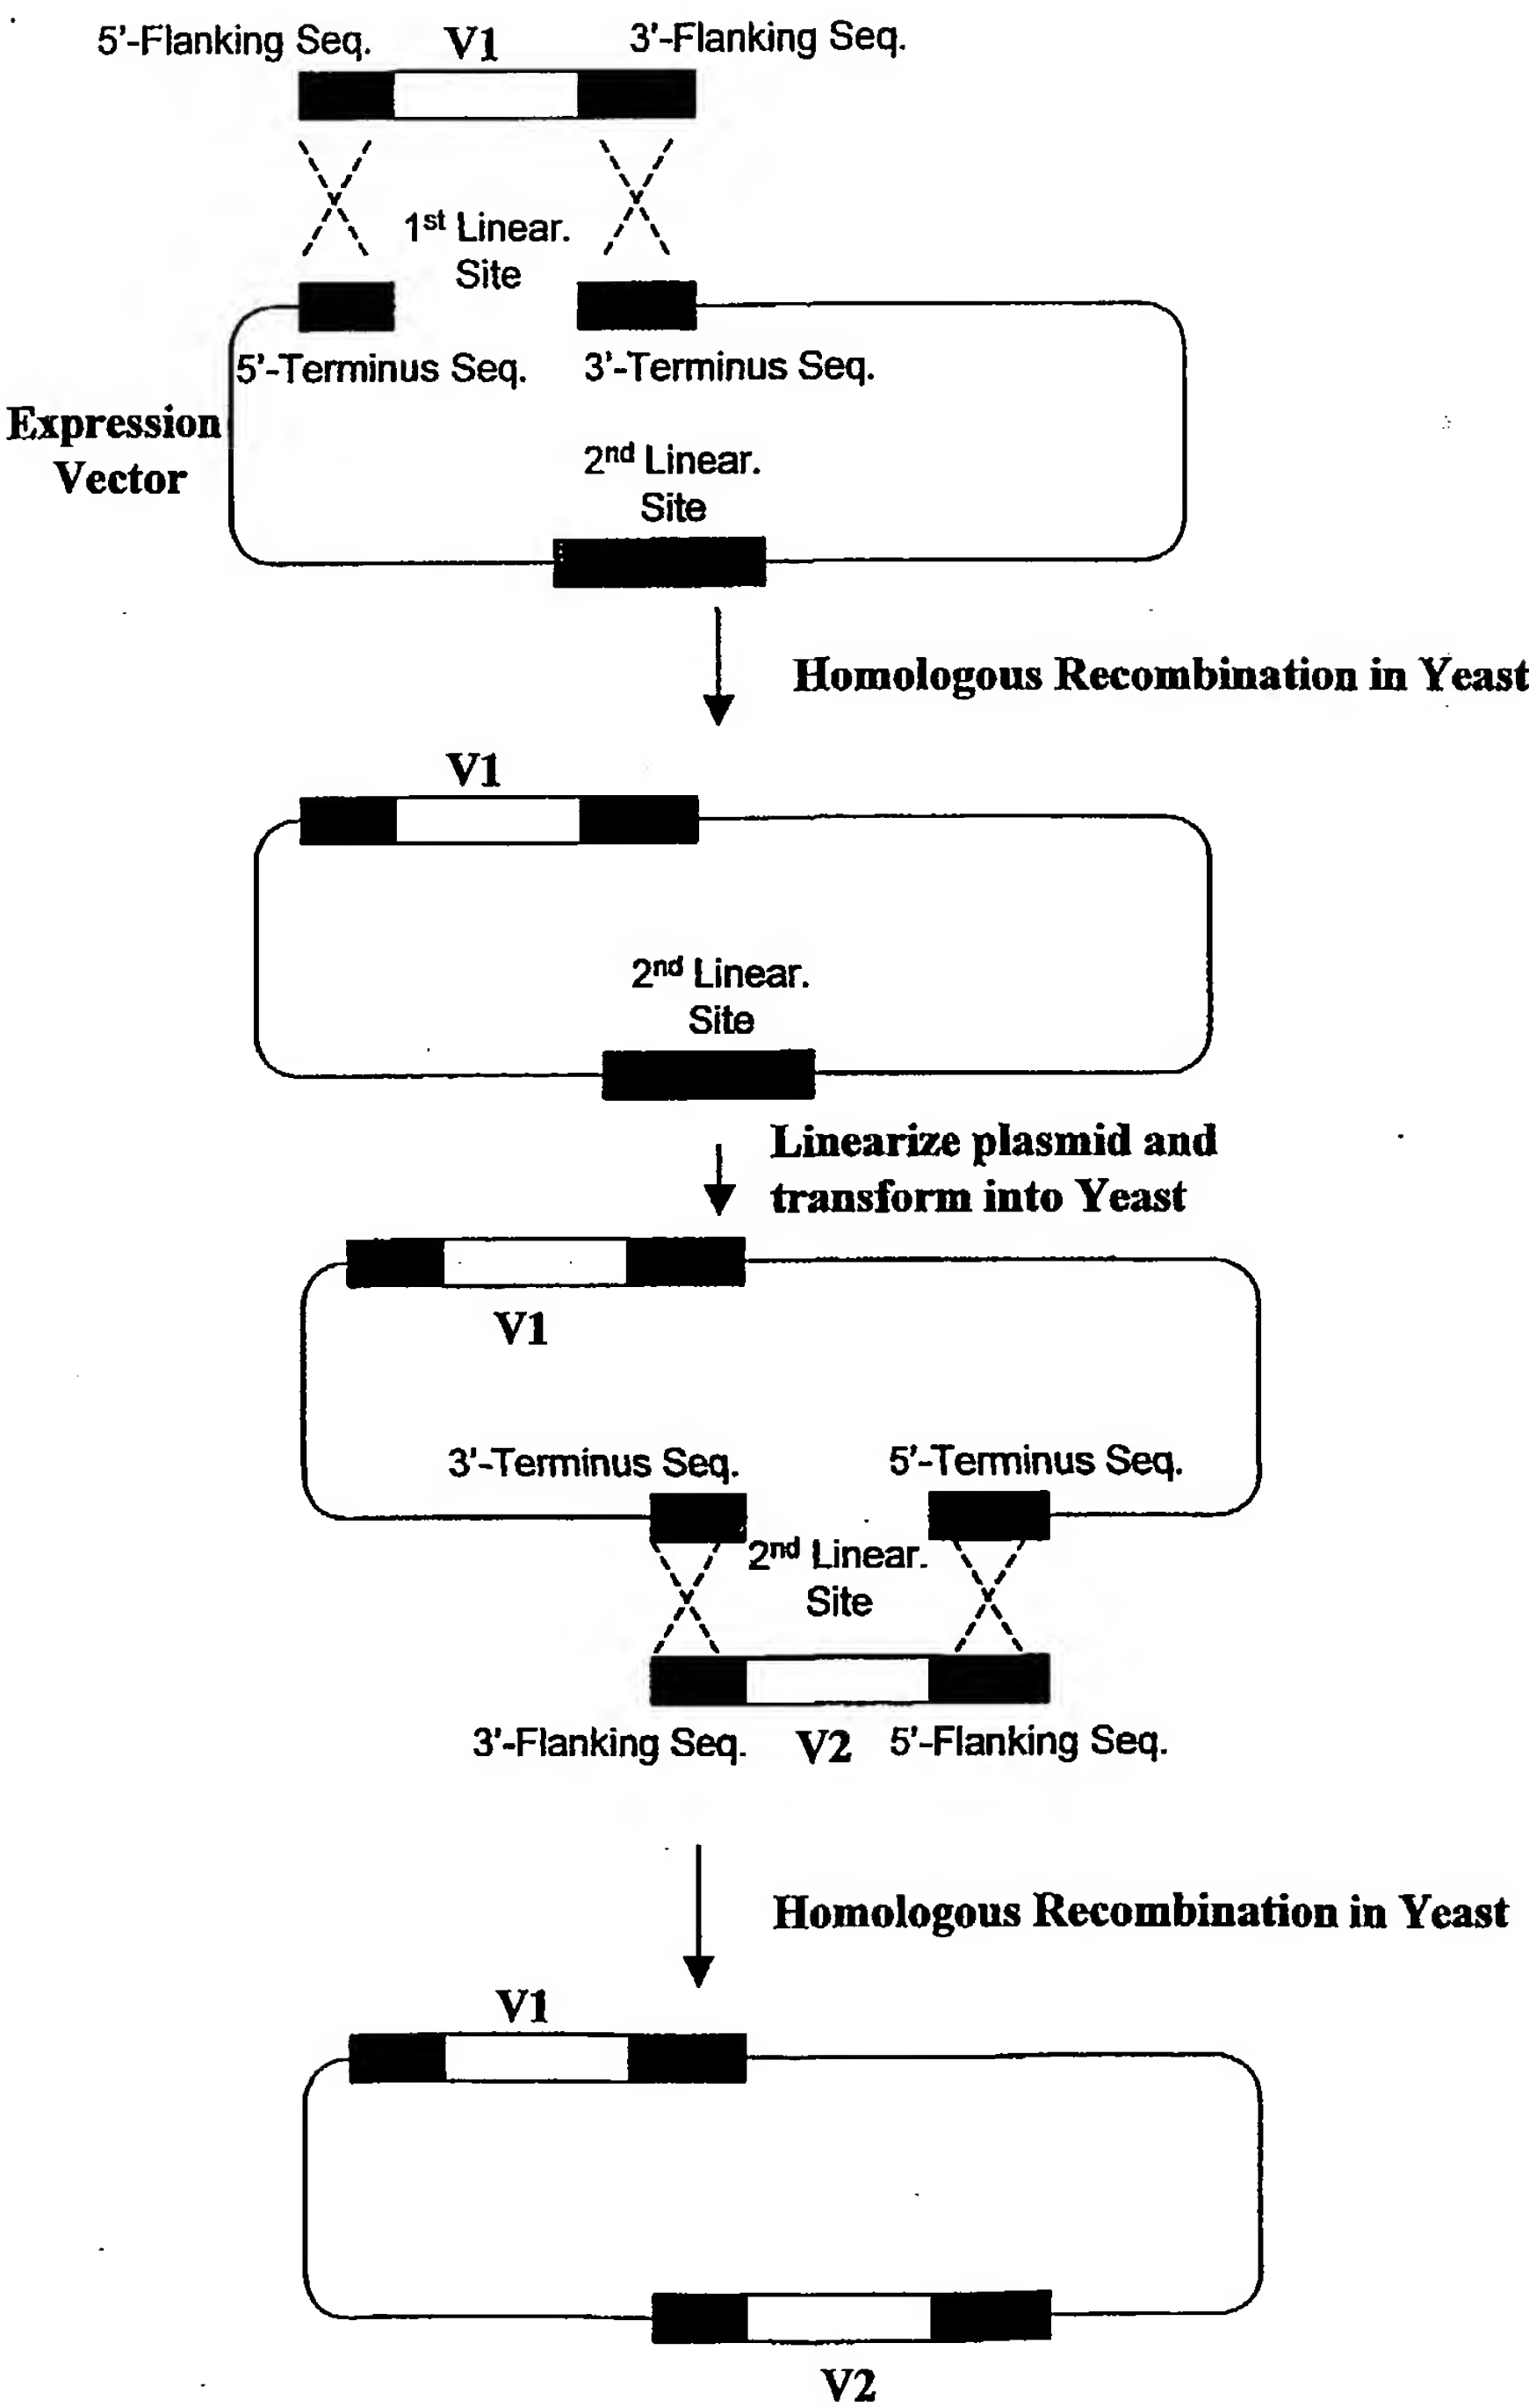 5'-Flanking Seq. V1 3'-Flanking Seq.
1st Linear.
Site
5'-Terminus Seq. 3'-Terminus Seq.
Expression
Vector
2nd Linear.
Site
Homologous Recombination in Yeast
V1
2nd Linear.
Site
Linearize plasmid and
transform into Yeast
V1
3'-Terminus Seq. 5'-Terminus Seq.
2nd Linear.
Site
3'-Flanking Seq. V2 5'-Flanking Seq.
Homologous Recombination in Yeast
V1
V2